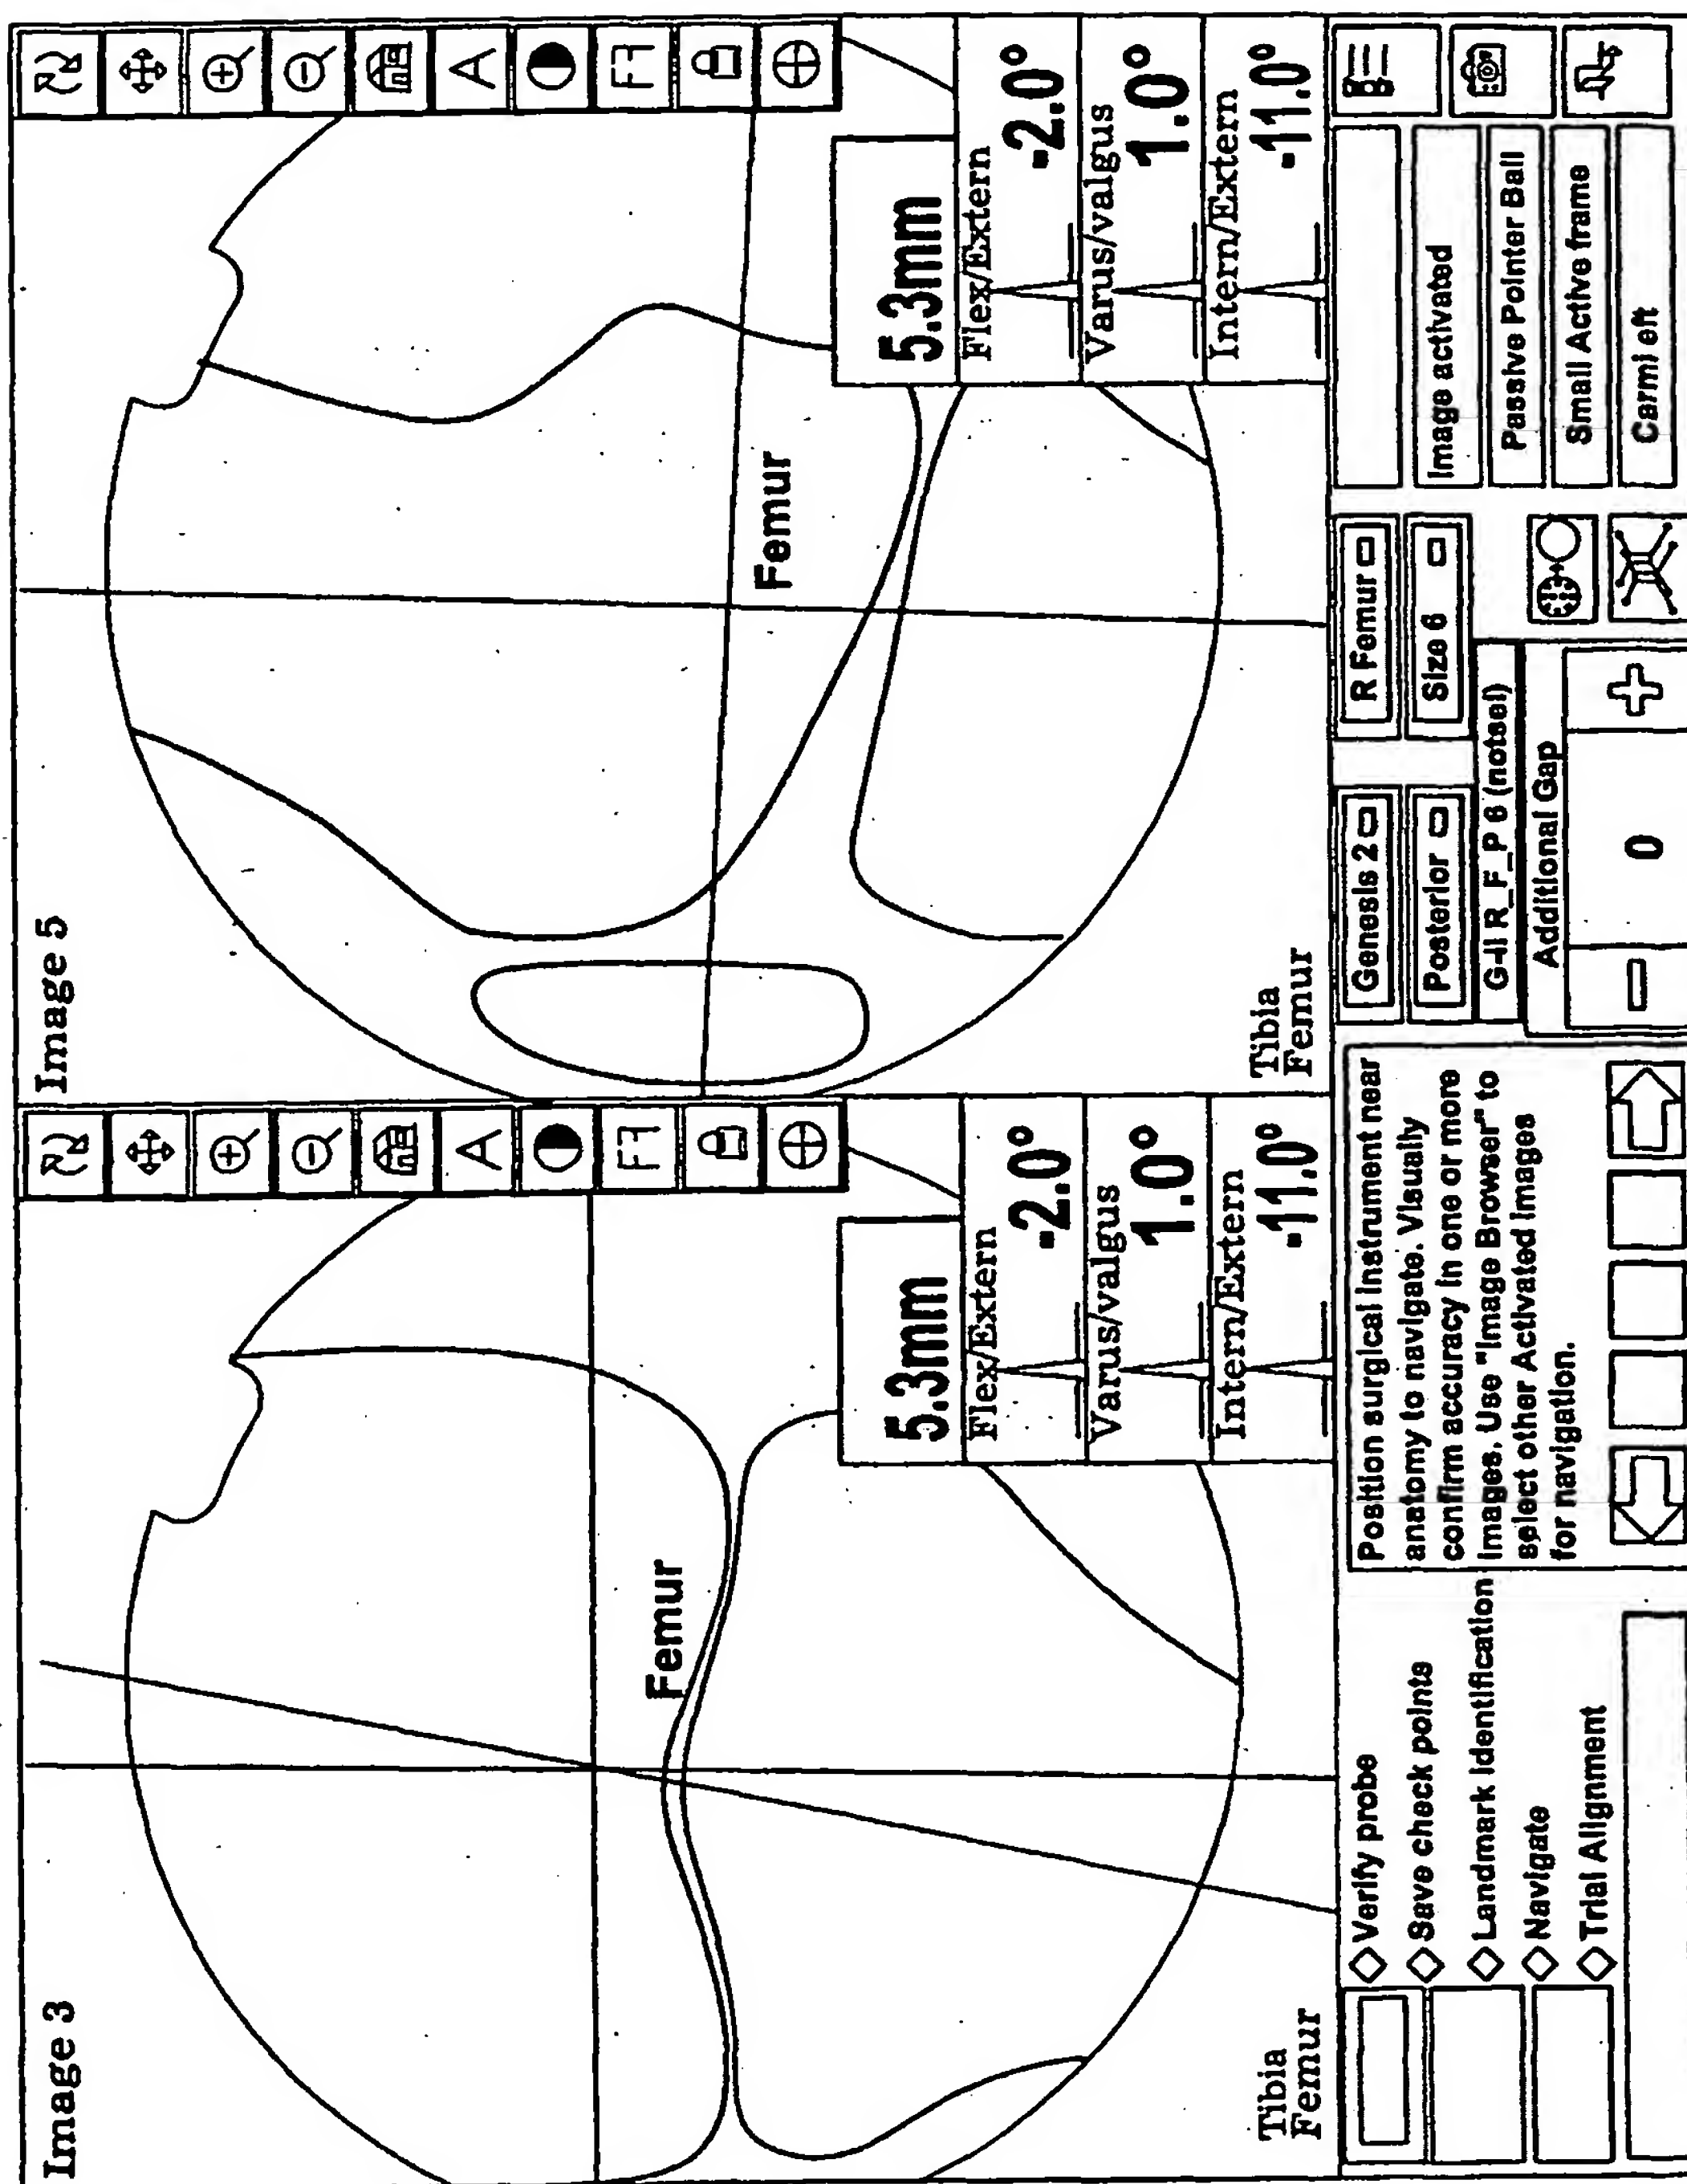 Image 3
A
Femur
5.3mm
Flex/Extern
-2.0°
Varus/valgus
1.0°
Intern/Extern
-11.0°
Tibia
Femur
Image 5
A
Femur
5.3mm
Flex/Extern
-2.0°
Varus/valgus
1.0°
Intern/Extern
-11.0°
Tibia
Femur
Verify probe
Save check points
Landmark Identification
Navigate
Trial Alignment
Position surgical instrument near
anatomy to navigate. Visually
confirm accuracy in one or more
images. Use "Image Browser" to
select other Activated images
for navigation.
Genesis 2
R Femur
Posterior
Size 6
G-II R_F_P 6 (notsel)
Additional Gap
0
Image activated
Passive Pointer Ball
Small Active frame